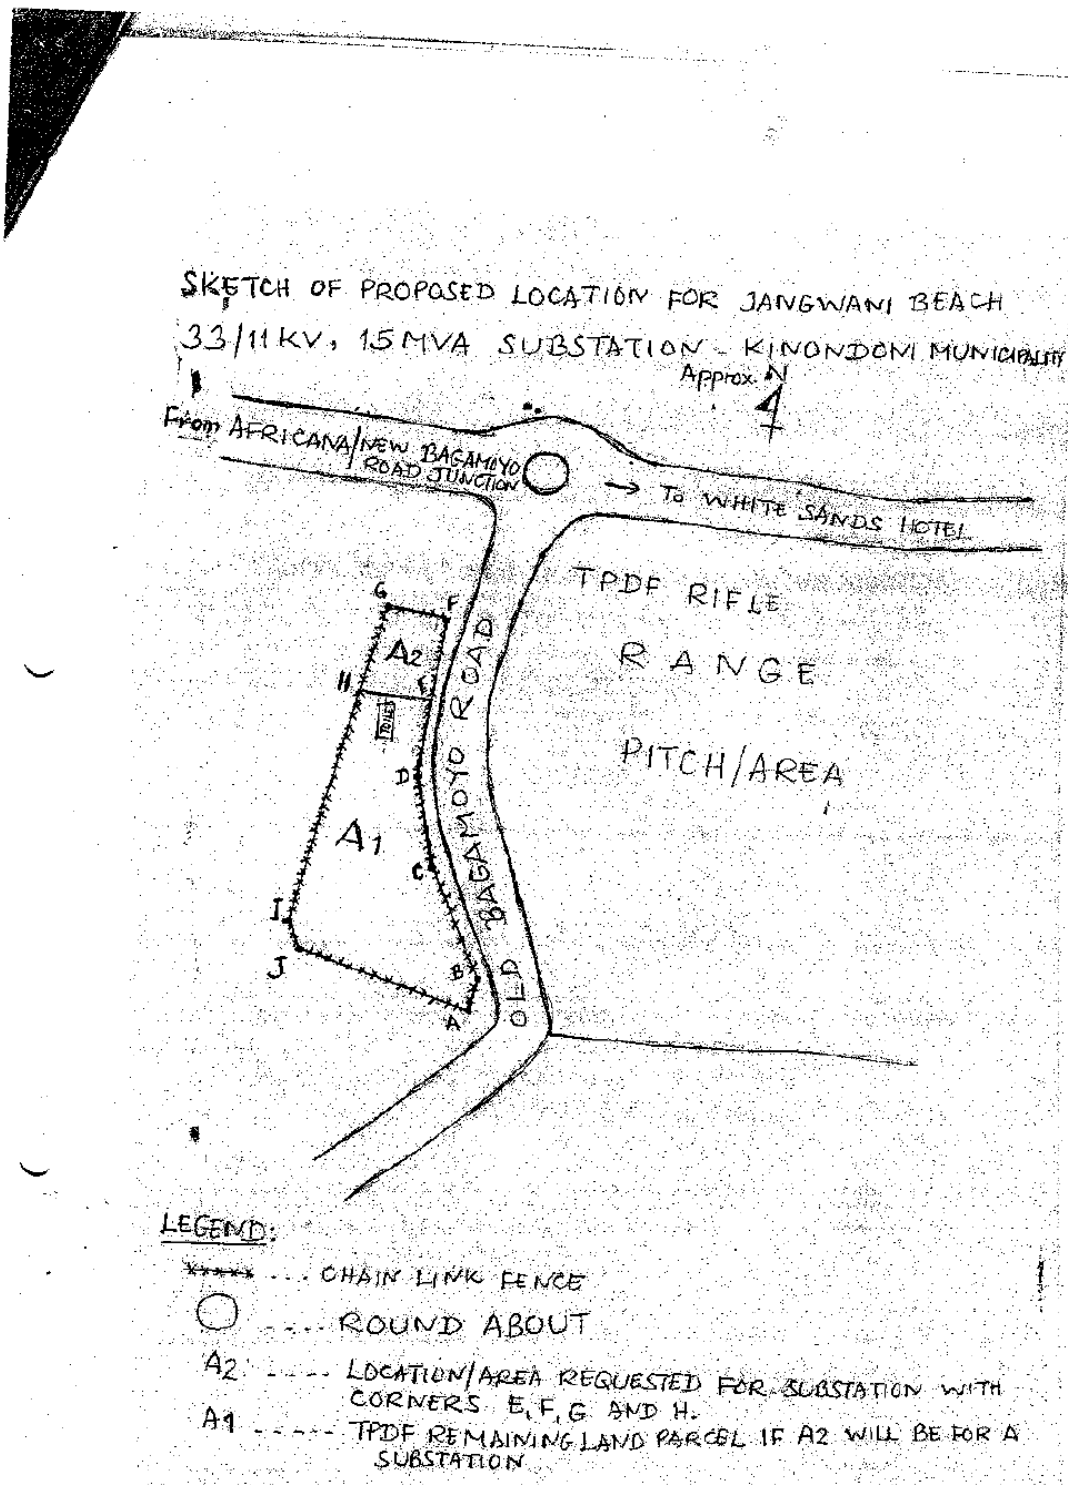 SKETCH OF PROPOSED LOCATION FOR JANGWANI BEACH
33/11KV, 15MVA SUBSTATION - KINONDONI MUNICIPALITY
Approx. N
From AFRICANA/NEW BAGAMOYO
ROAD JUNCTION
→ To WHITE SANDS HOTEL
TPDF RIFLE
RANGE
PITCH/AREA
G
F
A2
H
E
TOILET
D
A1
C
I
J
B
A
OLD BAGAMOYO ROAD
LEGEND:
xxxxx ... CHAIN LINK FENCE
---- ROUND ABOUT
A2 ---- LOCATION/AREA REQUESTED FOR SUBSTATION WITH
CORNERS E, F, G AND H.
A1 ----- TPDF REMAINING LAND PARCEL IF A2 WILL BE FOR A
SUBSTATION